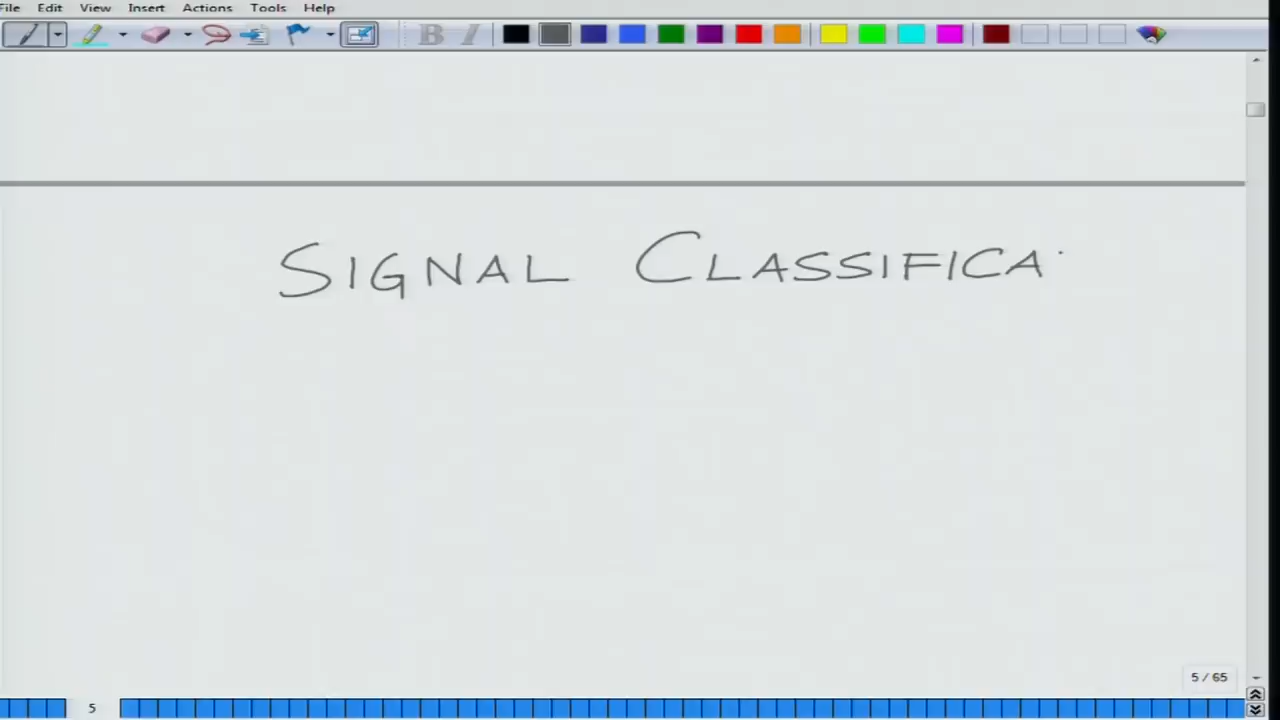 File Edit View Insert Actions Tools Help
B I
SIGNAL CLASSIFICA
5 / 65
5